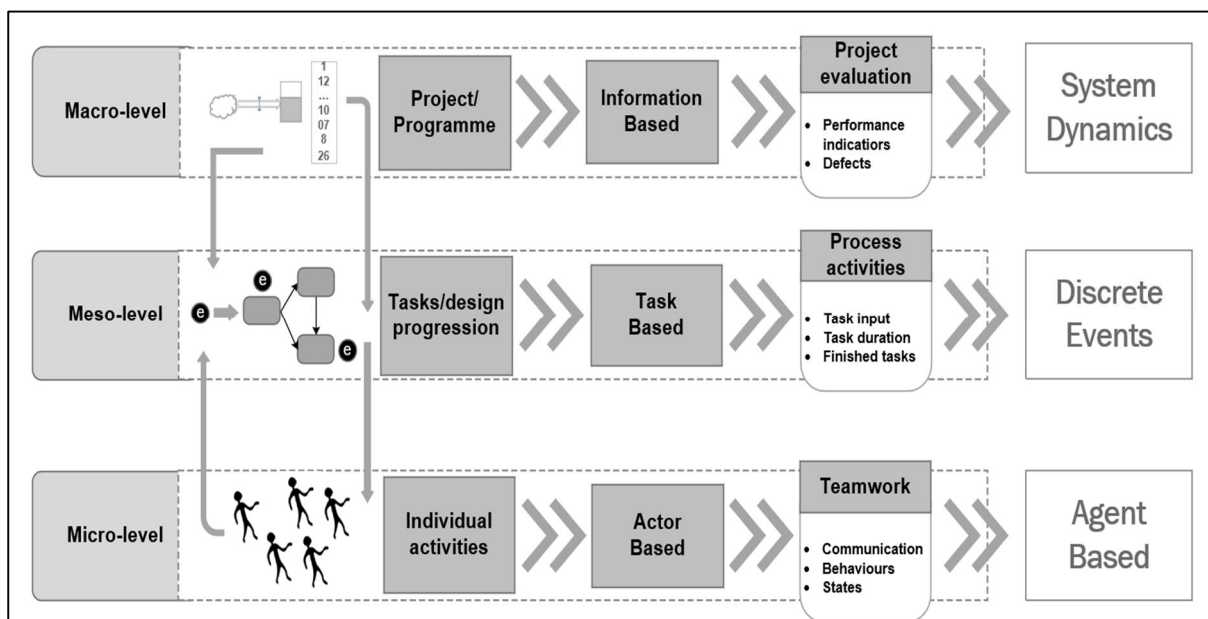 Macro-level
1
12
...
10
07
8
26
Project/
Programme
Information
Based
Project
evaluation
• Performance
indicatiors
• Defects
System
Dynamics
Meso-level
e
e
e
Tasks/design
progression
Task
Based
Process
activities
• Task input
• Task duration
• Finished tasks
Discrete
Events
Micro-level
Individual
activities
Actor
Based
Teamwork
• Communication
• Behaviours
• States
Agent
Based